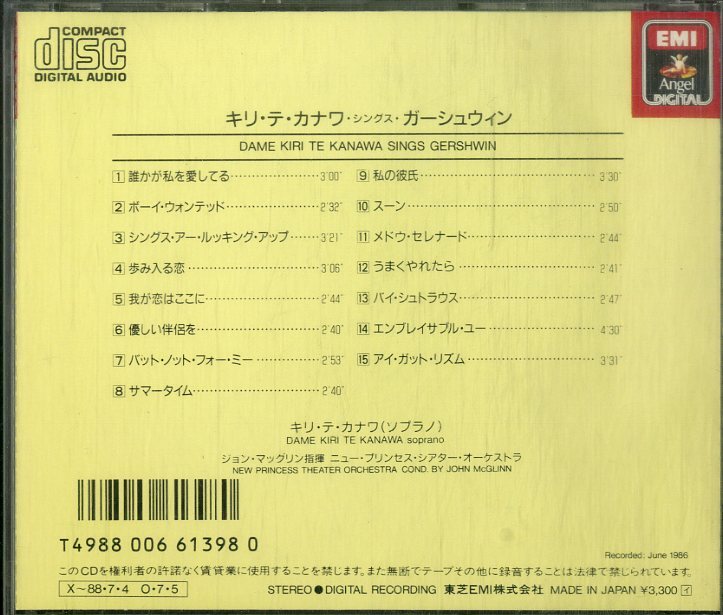 COMPACT
disc
DIGITAL AUDIO
EMI
Angel
DIGITAL
キリ・テ・カナワ・シングス・ガーシュウィン
DAME KIRI TE KANAWA SINGS GERSHWIN
1 誰かが私を愛してる 3'00"
2 ボーイ・ウォンテッド 2'32"
3 シングス・アー・ルッキング・アップ 3'21"
4 歩み入る恋 3'06"
5 我が恋はここに 2'44"
6 優しい伴侶を 2'40"
7 バット・ノット・フォー・ミー 2'53"
8 サマータイム 2'40"
9 私の彼氏 3'30"
10 スーン 2'50"
11 メドウ・セレナード 2'44"
12 うまくやれたら 2'41"
13 バイ・シュトラウス 2'47"
14 エンブレイサブル・ユー 4'30"
15 アイ・ガット・リズム 3'31"
キリ・テ・カナワ(ソプラノ)
DAME KIRI TE KANAWA soprano
ジョン・マッグリン指揮 ニュー・プリンセス・シアター・オーケストラ
NEW PRINCESS THEATER ORCHESTRA COND. BY JOHN McGLINN
T4988 006 61398 0
Recorded: June 1986
このCDを権利者の許諾なく賃貸業に使用することを禁じます。また無断でテープその他に録音することは法律で禁じられています。
X〜88・7・4 O・7・5
STEREO●DIGITAL RECORDING 東芝EMI株式会社 MADE IN JAPAN ¥3,300 イ